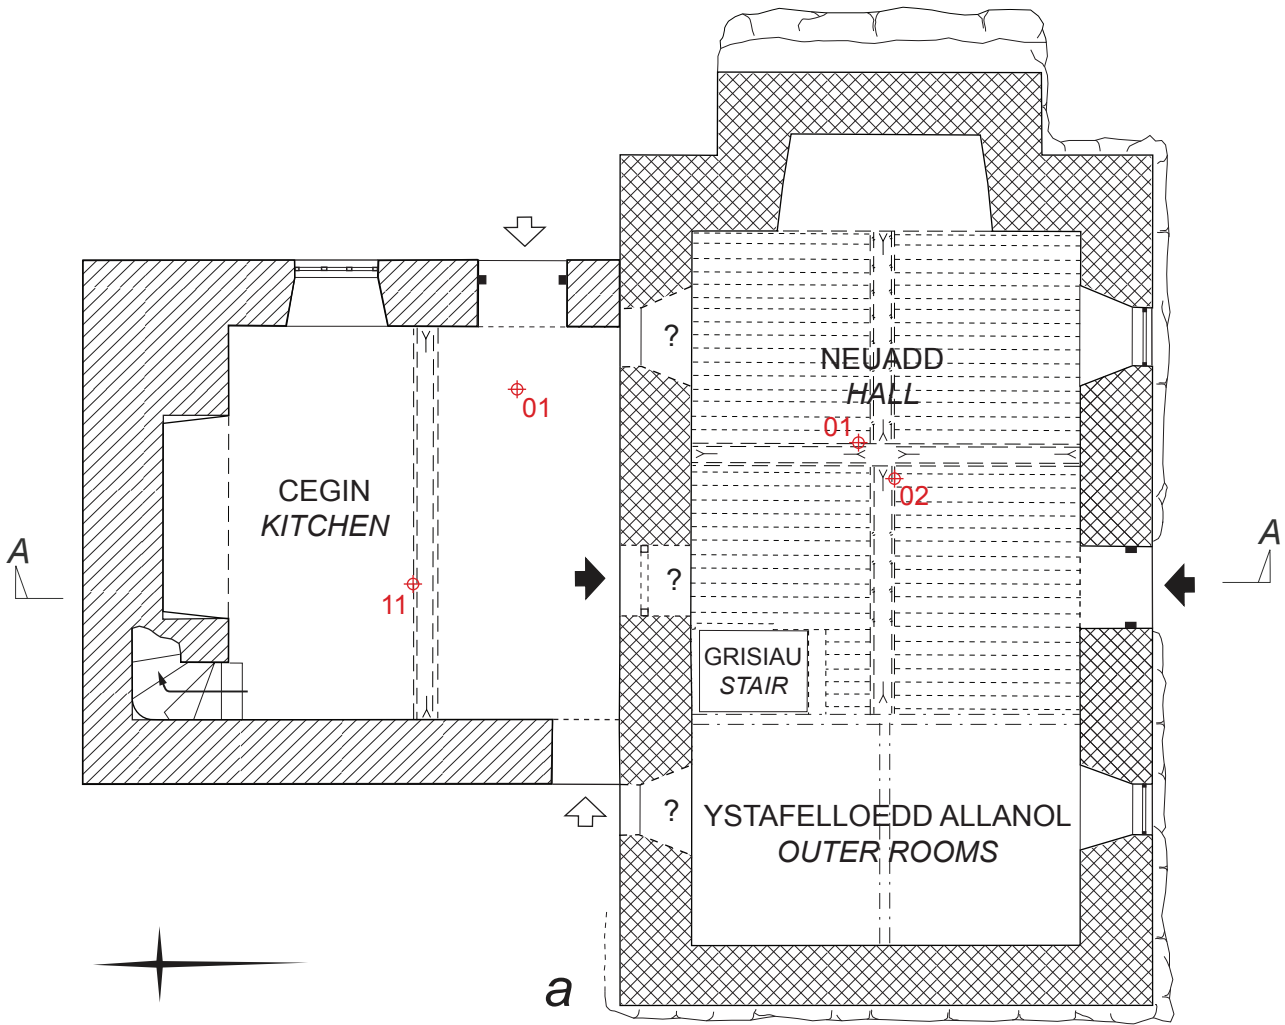 ?
NEUADD
HALL
01
01
02
CEGIN
KITCHEN
A
A
11
?
GRISIAU
STAIR
?
YSTAFELLOEDD ALLANOL
OUTER ROOMS
a